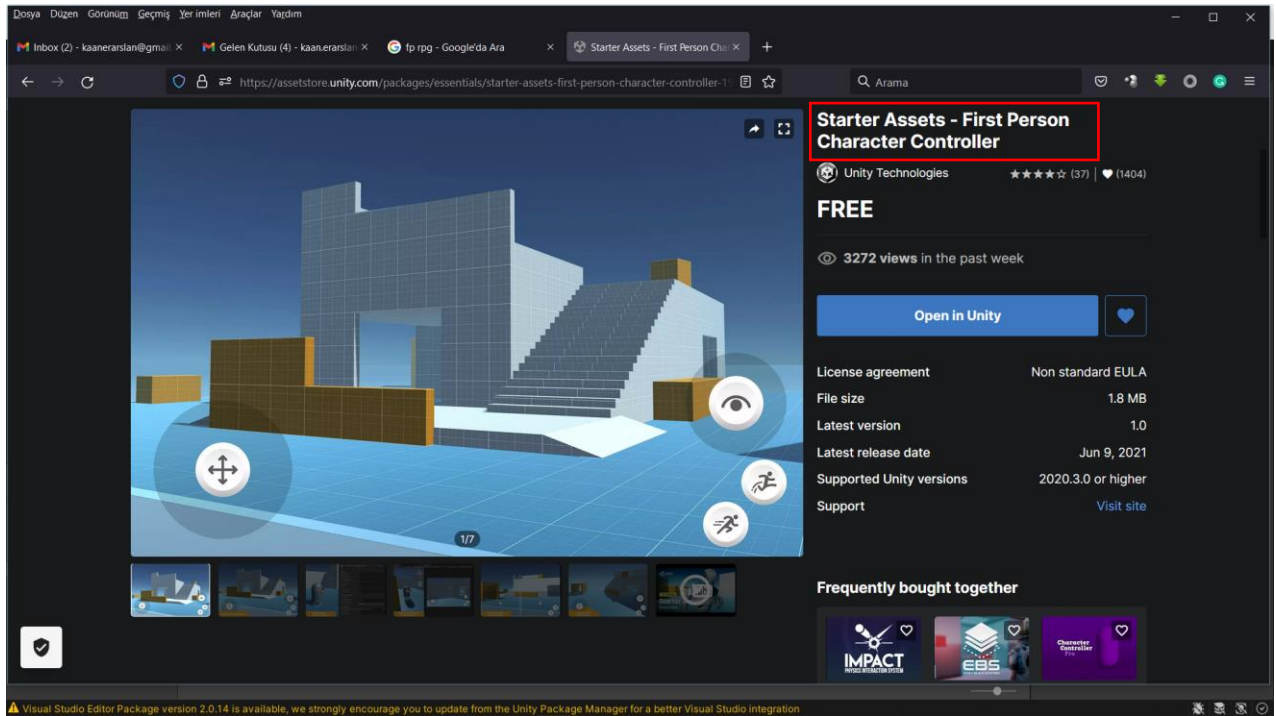 Dosya Düzen Görünüm Geçmiş Yer imleri Araçlar Yardım
Inbox (2) - kaanerarslan@gmail
Gelen Kutusu (4) - kaan.erarslan
fp rpg - Google'da Ara
Starter Assets - First Person Cha
https://assetstore.unity.com/packages/essentials/starter-assets-first-person-character-controller-1
Arama
Starter Assets - First Person
Character Controller
Unity Technologies
(37) | (1404)
FREE
3272 views in the past week
Open in Unity
License agreement Non standard EULA
File size 1.8 MB
Latest version 1.0
Latest release date Jun 9, 2021
Supported Unity versions 2020.3.0 or higher
Support Visit site
1/7
Frequently bought together
IMPACT
PHYSICS INTERACTION SYSTEM
EBS
Character
Controller
Pro
Visual Studio Editor Package version 2.0.14 is available, we strongly encourage you to update from the Unity Package Manager for a better Visual Studio integration